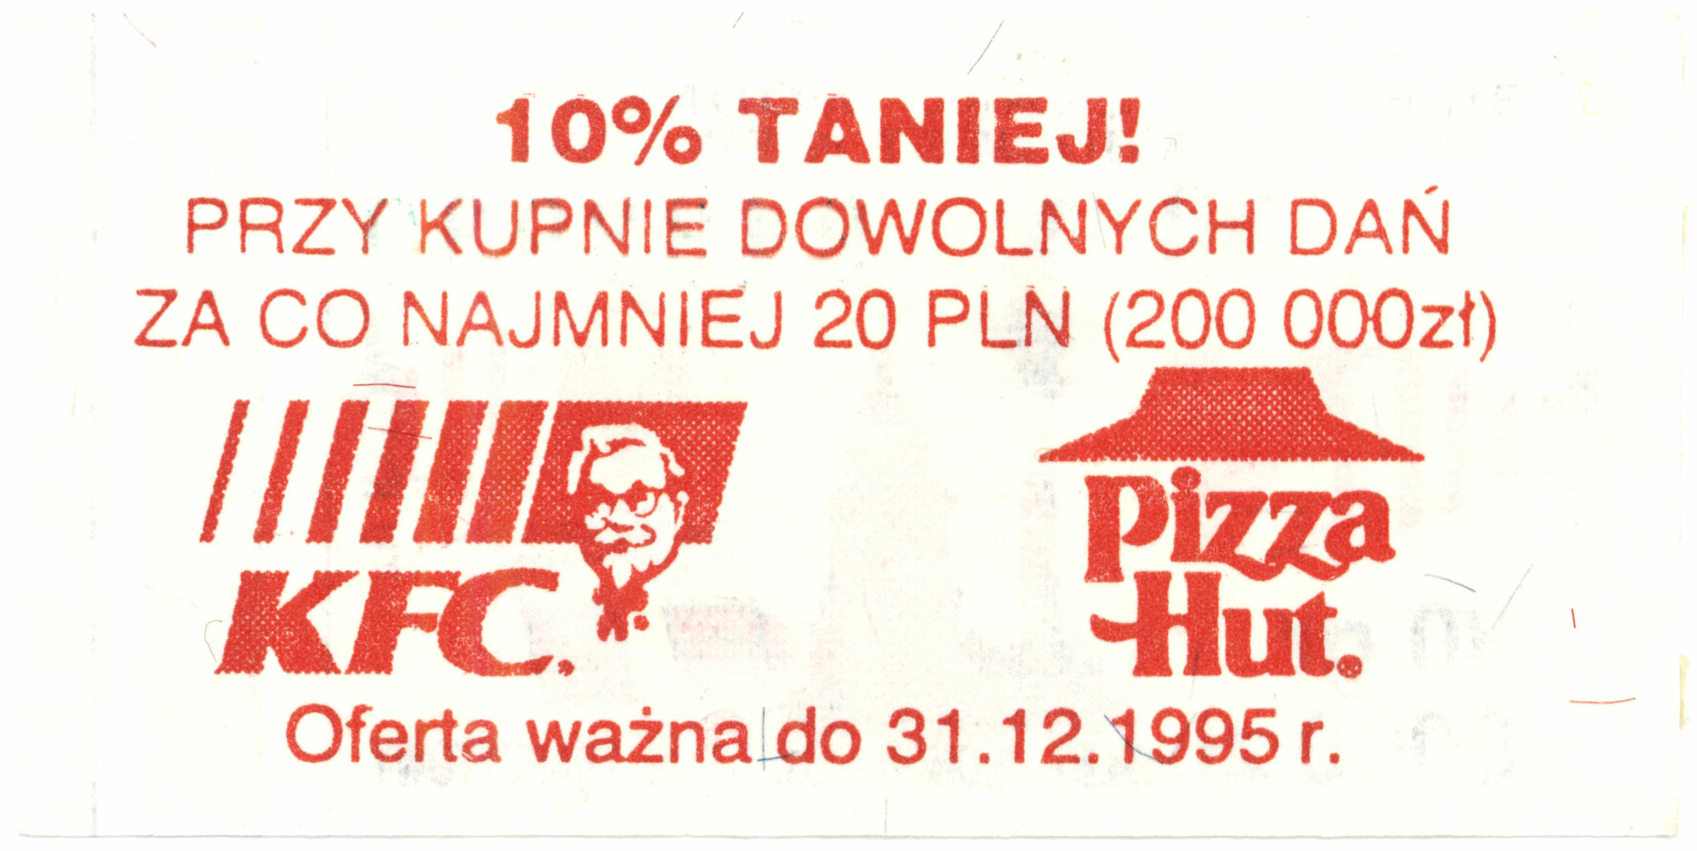 10% TANIEJ!
PRZY KUPNIE DOWOLNYCH DAŃ
ZA CO NAJMNIEJ 20 PLN (200 000zł)
KFC.
Pizza
Hut.
Oferta ważna do 31.12.1995 r.